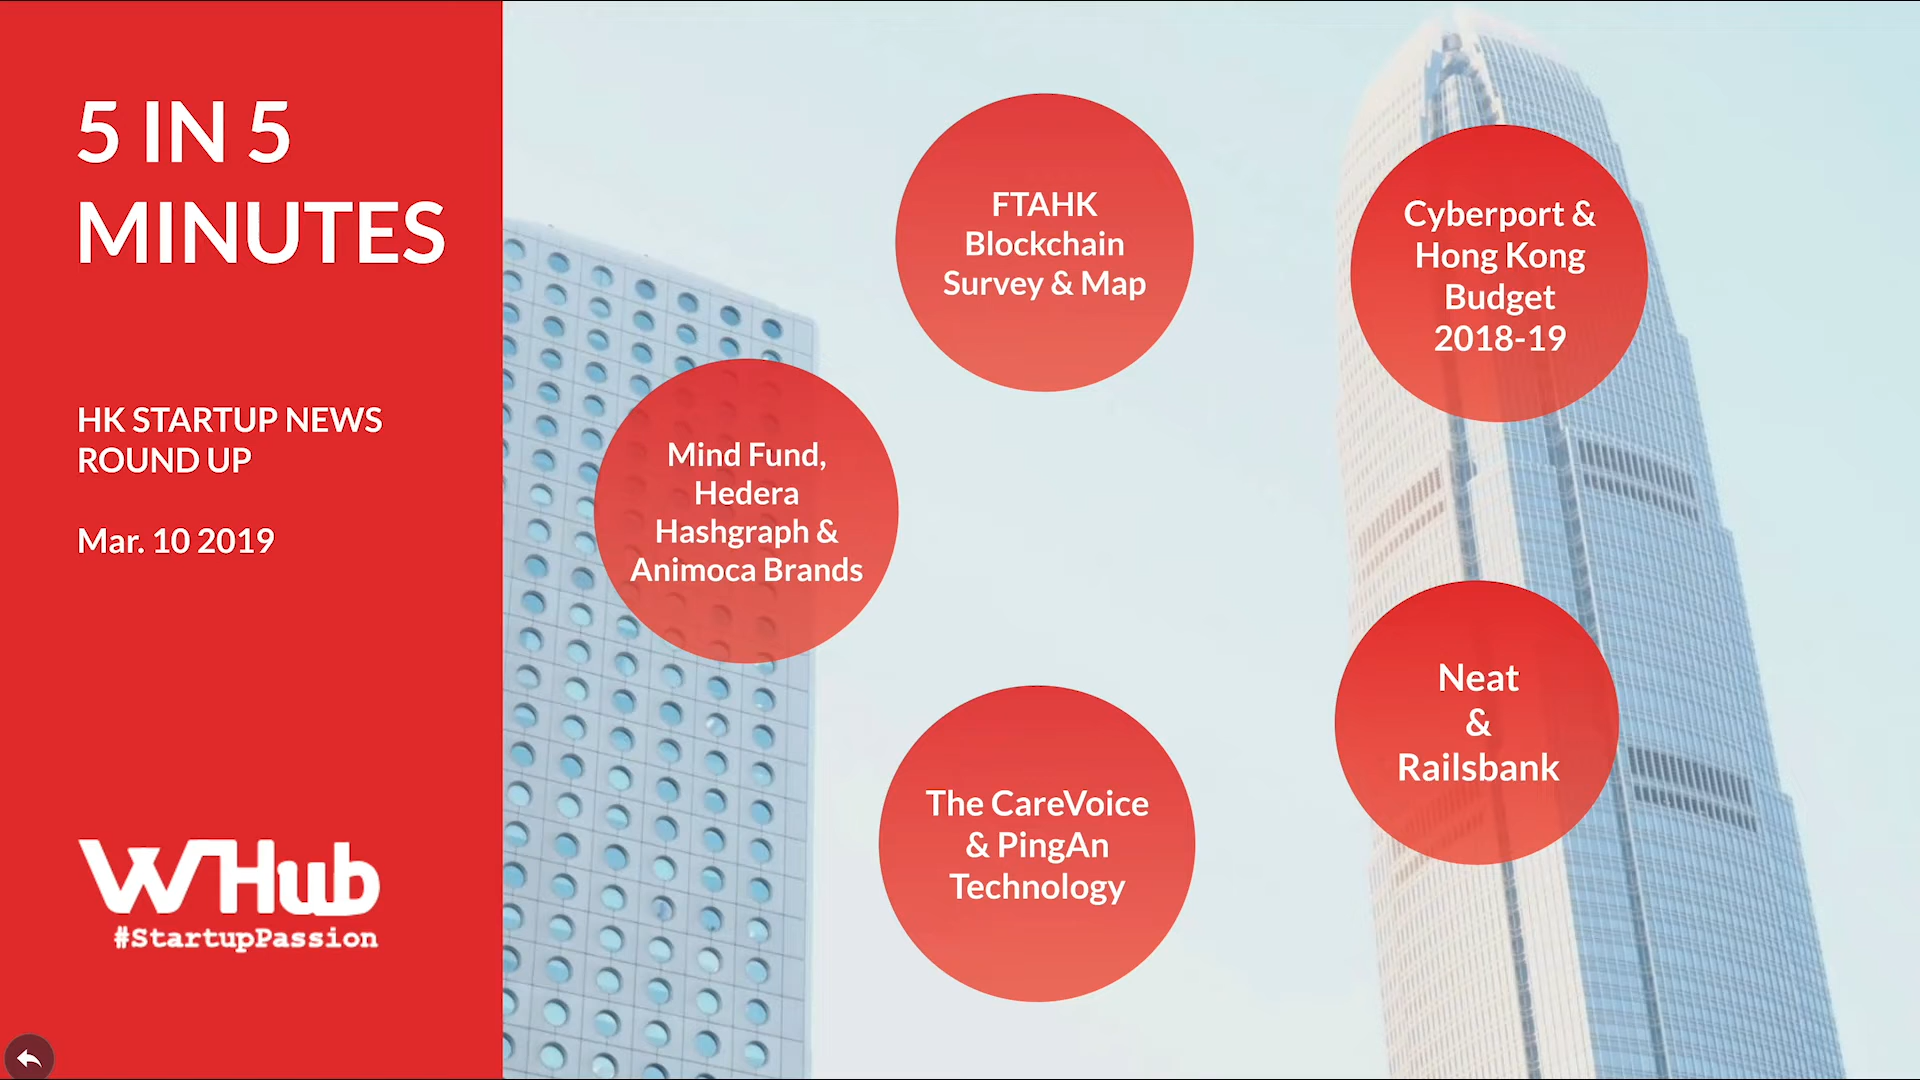 5 IN 5
MINUTES
HK STARTUP NEWS
ROUND UP
Mar. 10 2019
WHub
#StartupPassion
FTAHK
Blockchain
Survey & Map
Cyberport &
Hong Kong
Budget
2018-19
Mind Fund,
Hedera
Hashgraph &
Animoca Brands
Neat
&
Railsbank
The CareVoice
& PingAn
Technology